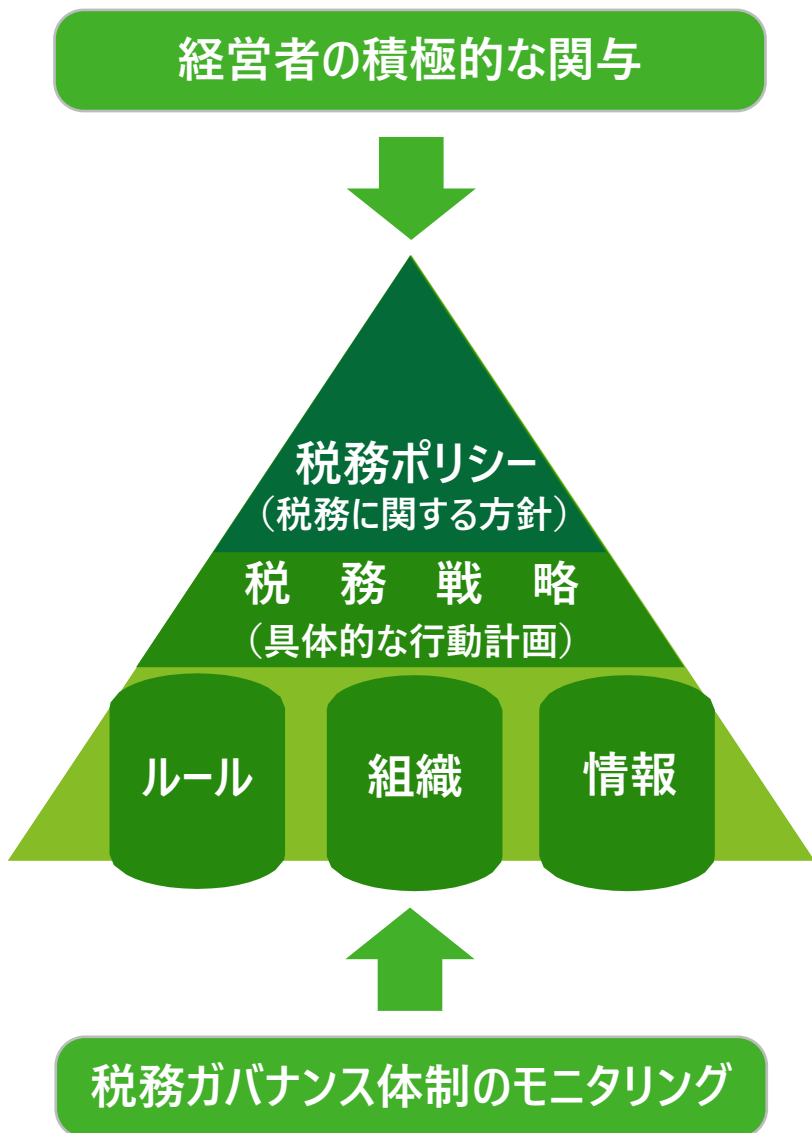 経営者の積極的な関与
税務ポリシー
（税務に関する方針）
税　務　戦　略
（具体的な行動計画）
ルール
組織
情報
税務ガバナンス体制のモニタリング